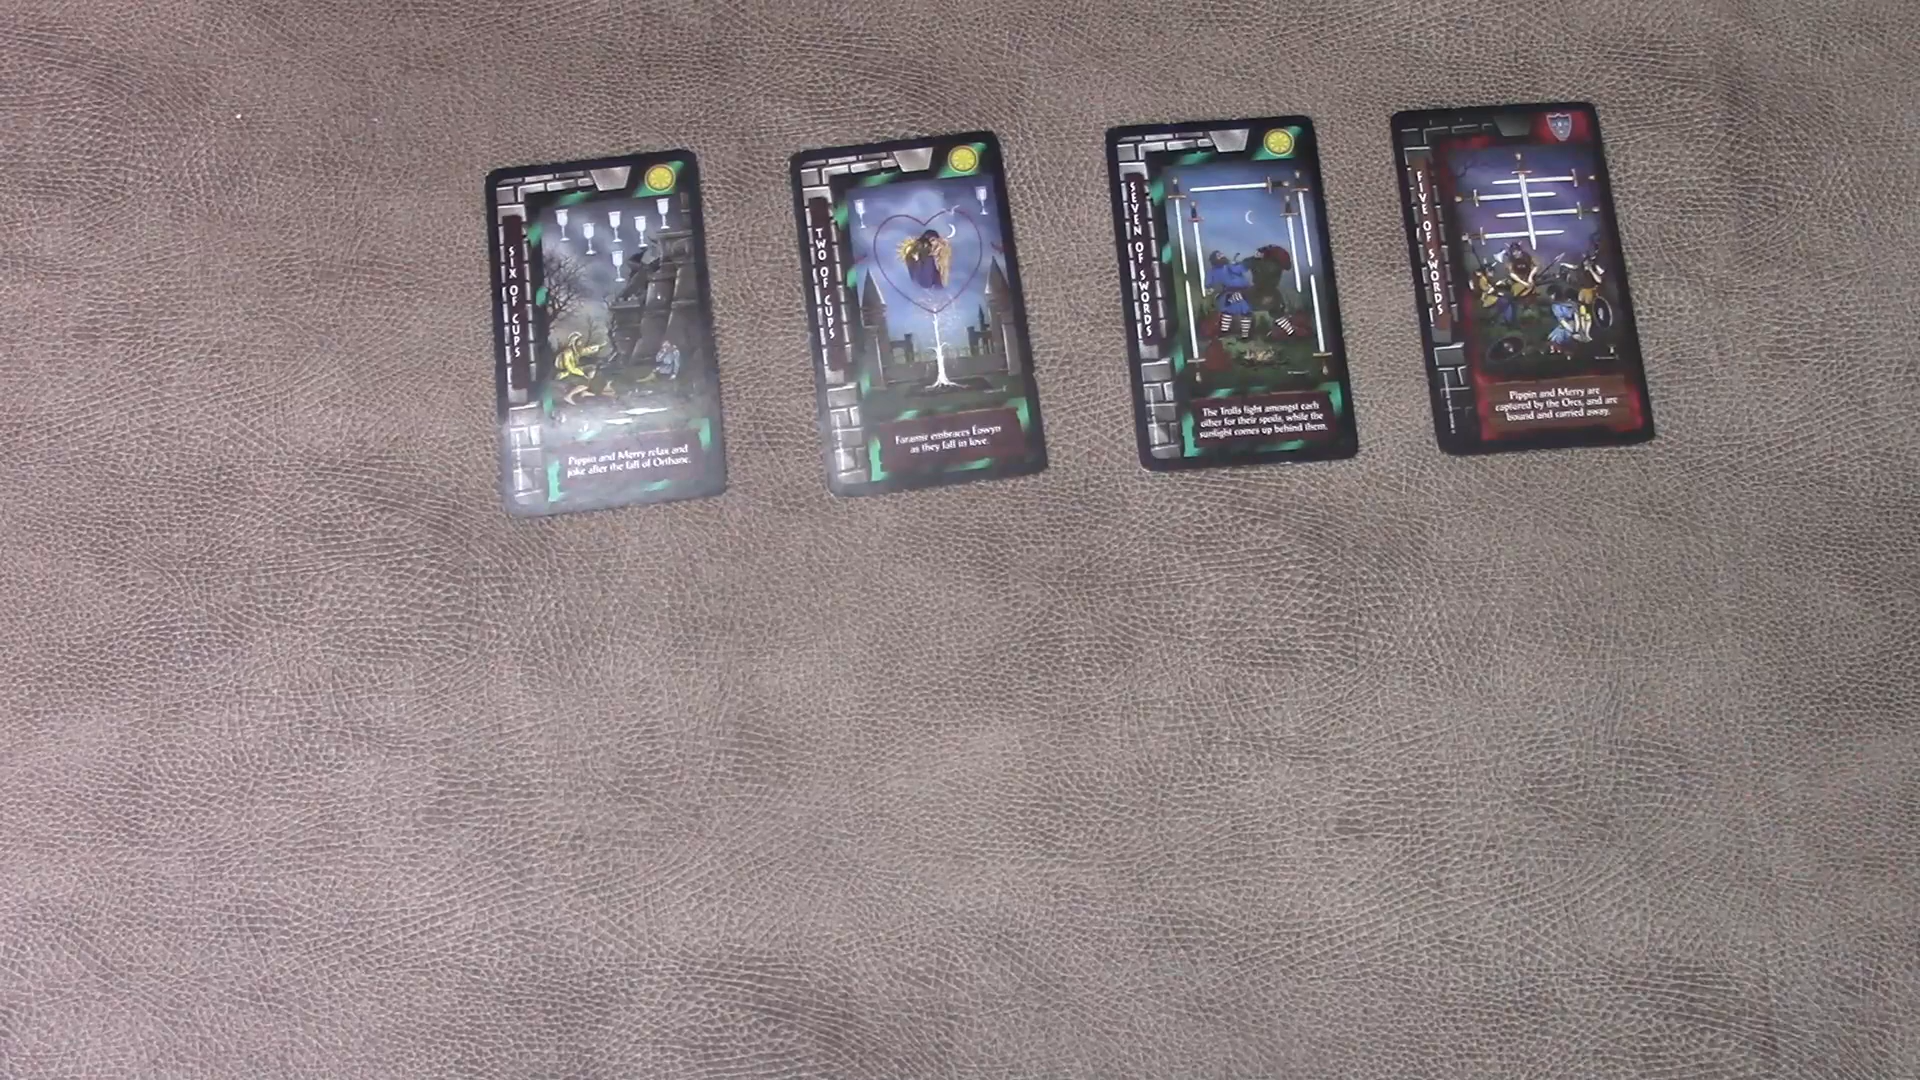 SIX OF CUPS
Pippin and Merry relax and
joke after the fall of Orthanc.
TWO OF CUPS
Faramir embraces Eowyn
as they fall in love.
SEVEN OF SWORDS
The Trolls fight amongst each
other for their spoils, while the
sunlight comes up behind them.
FIVE OF SWORDS
Pippin and Merry are
captured by the Orcs, and are
bound and carried away.